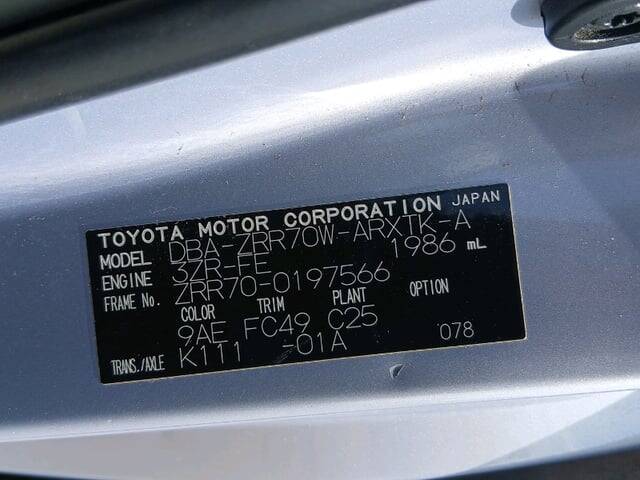 TOYOTA MOTOR CORPORATION JAPAN
MODEL DBA-ZRR70W-ARXTK-A
ENGINE 3ZR-FE 1986 mL
FRAME No. ZRR70-0197566
COLOR TRIM PLANT OPTION
9AE FC49 C25
TRANS./AXLE K111 -01A 078